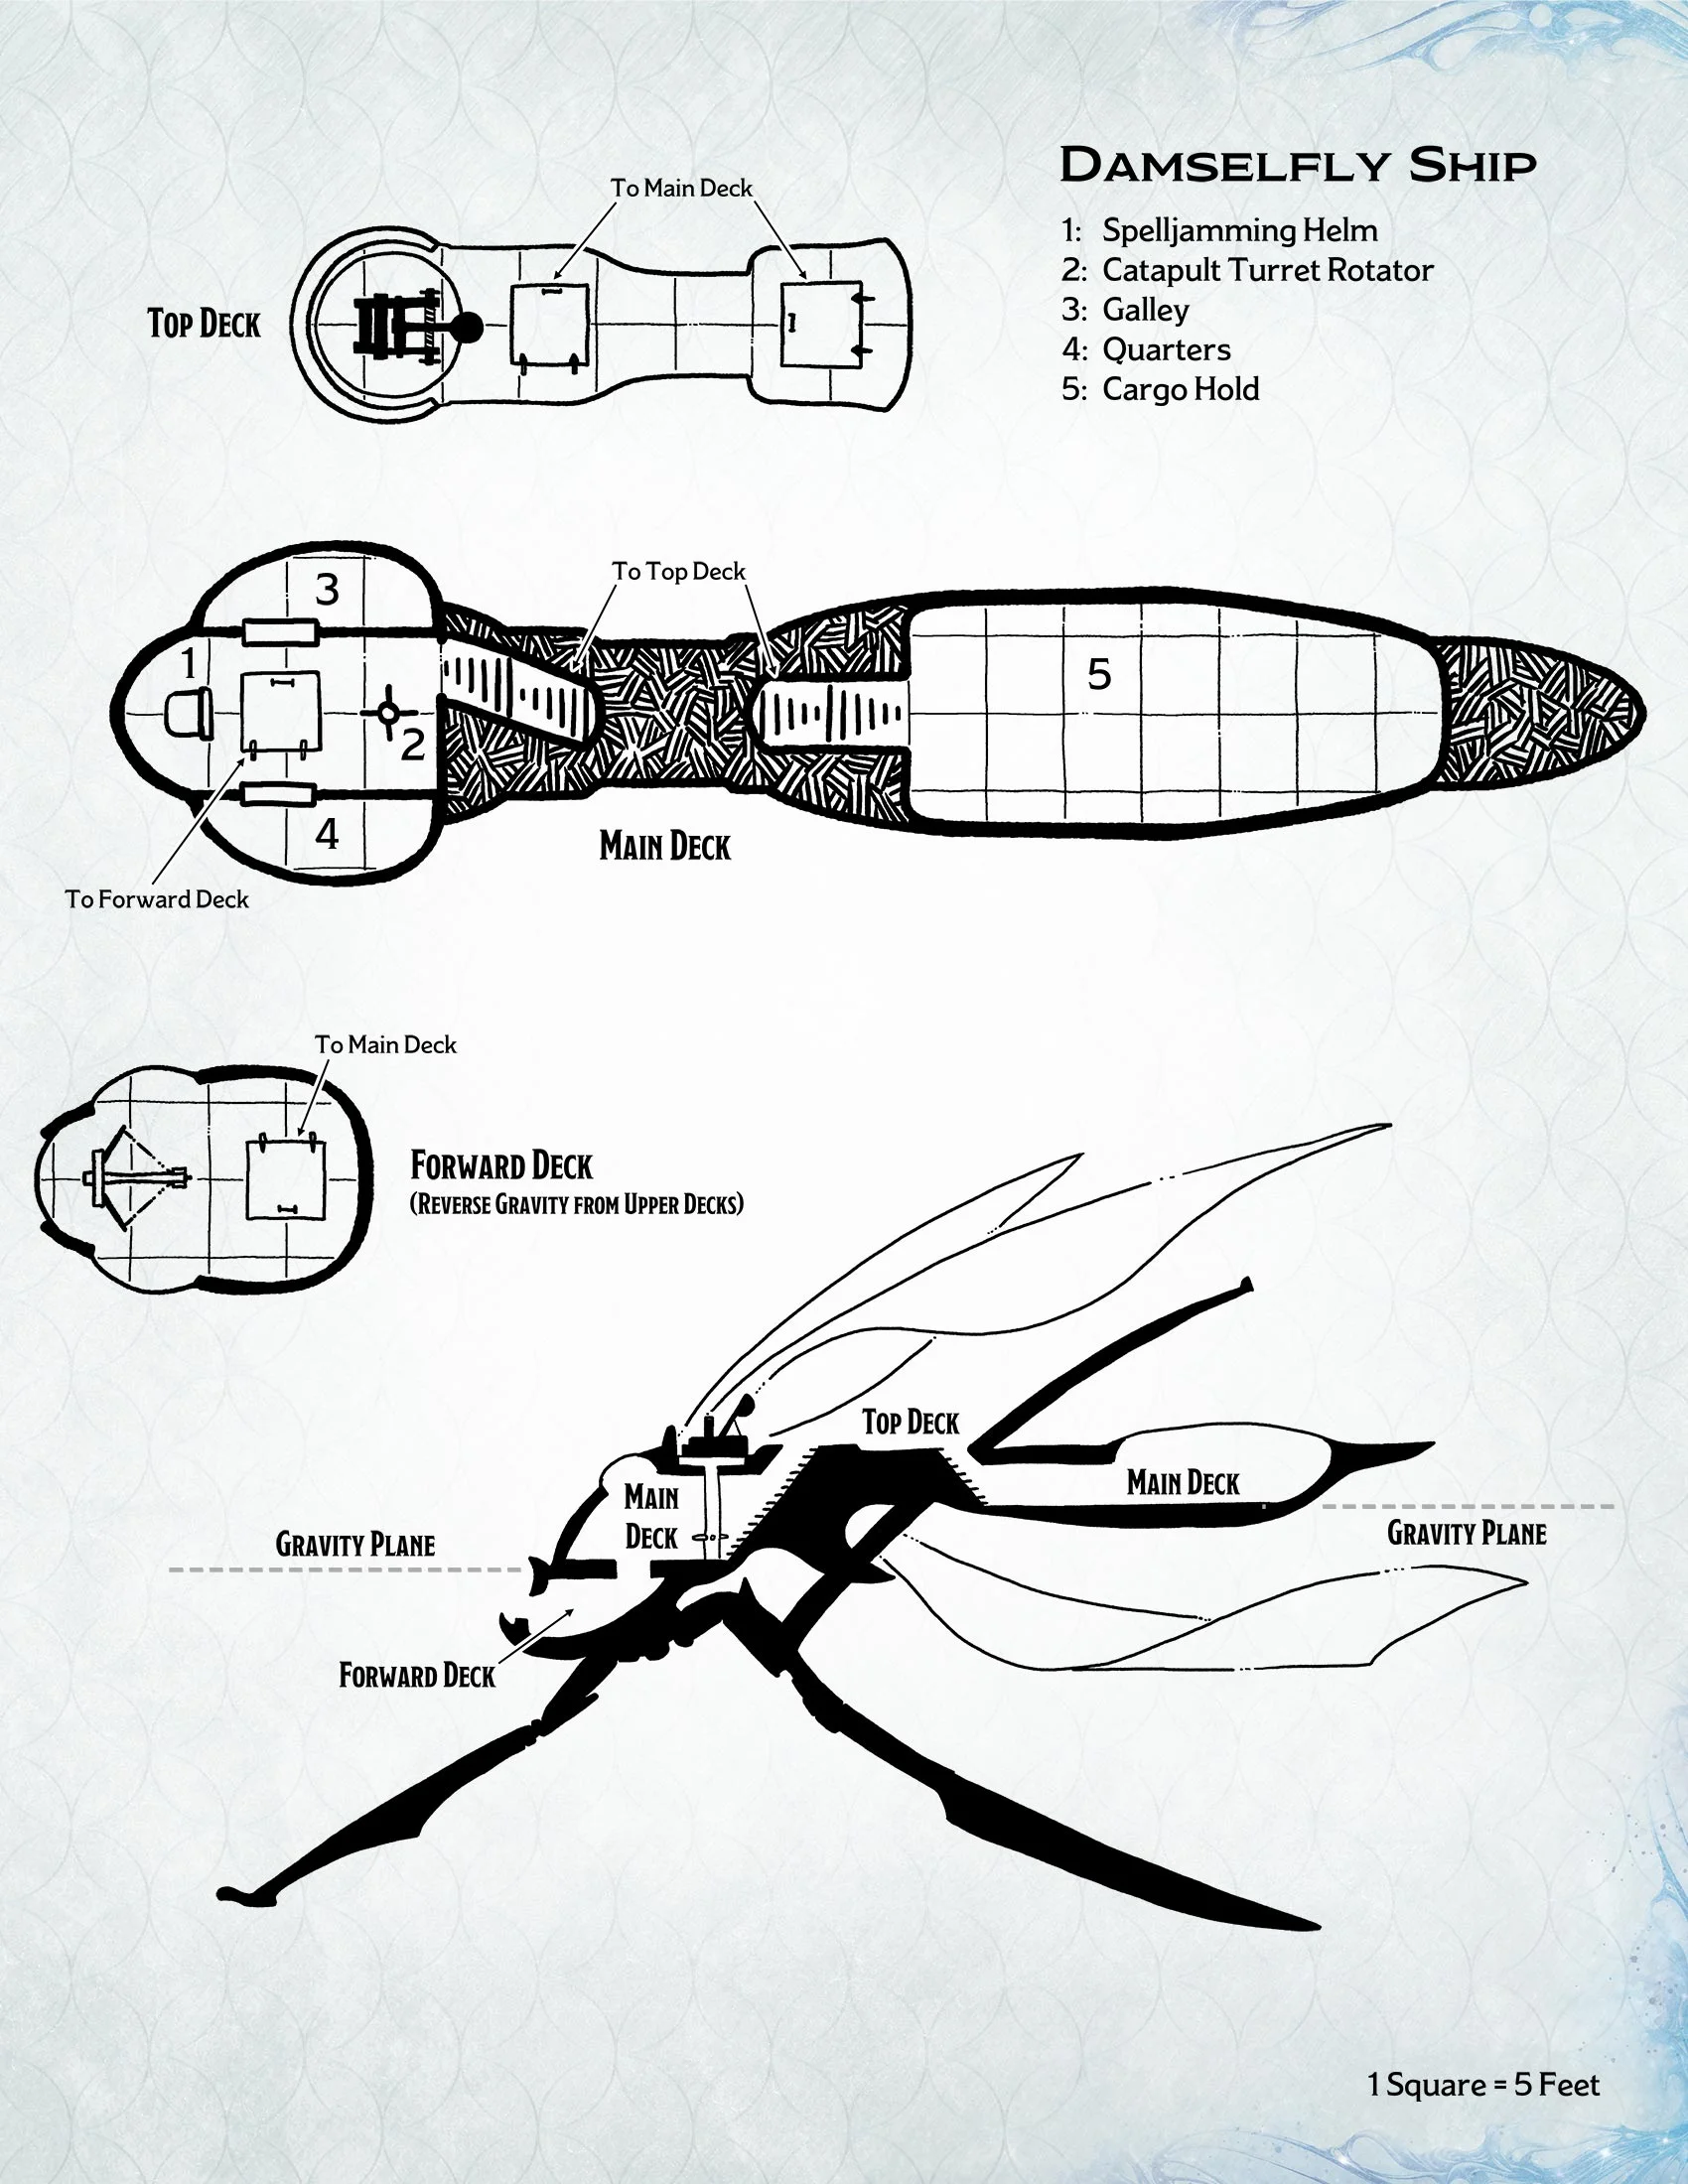 Damselfly Ship
1: Spelljamming Helm
2: Catapult Turret Rotator
3: Galley
4: Quarters
5: Cargo Hold
To Main Deck
Top Deck
To Top Deck
3
1
5
2
4
Main Deck
To Forward Deck
To Main Deck
Forward Deck
(Reverse Gravity from Upper Decks)
Top Deck
Main Deck
Main
Deck
Gravity Plane
Gravity Plane
Forward Deck
1 Square = 5 Feet